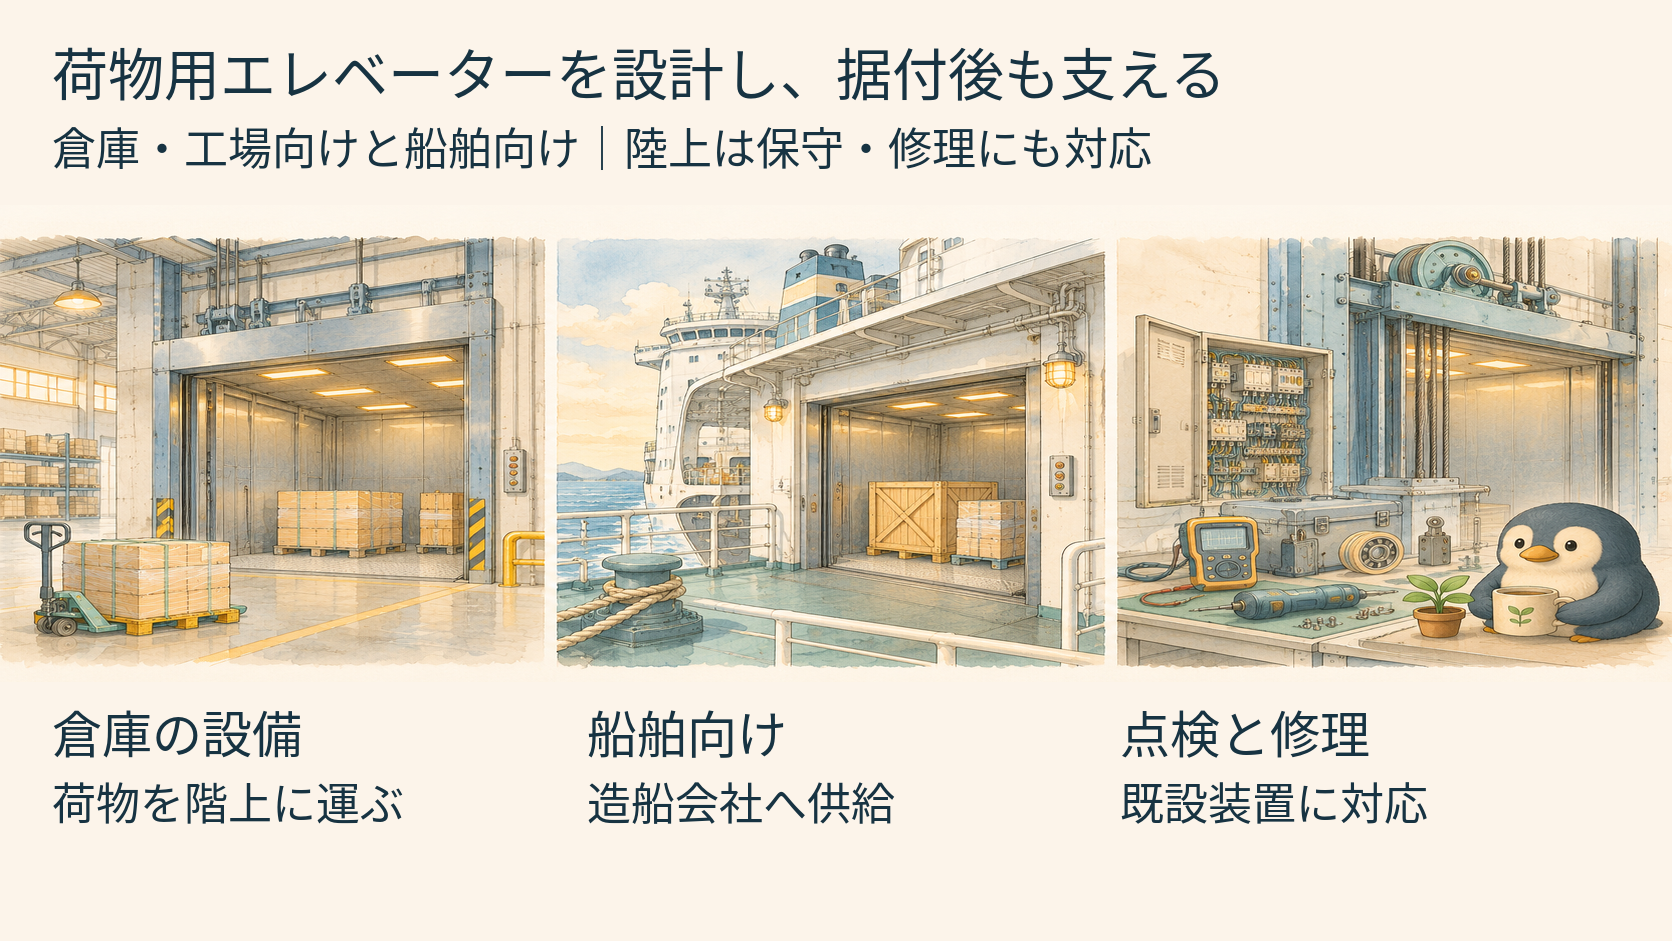 荷物用エレベーターを設計し、据付後も支える
倉庫・工場向けと船舶向け｜陸上は保守・修理にも対応
倉庫の設備
荷物を階上に運ぶ
船舶向け
造船会社へ供給
点検と修理
既設装置に対応